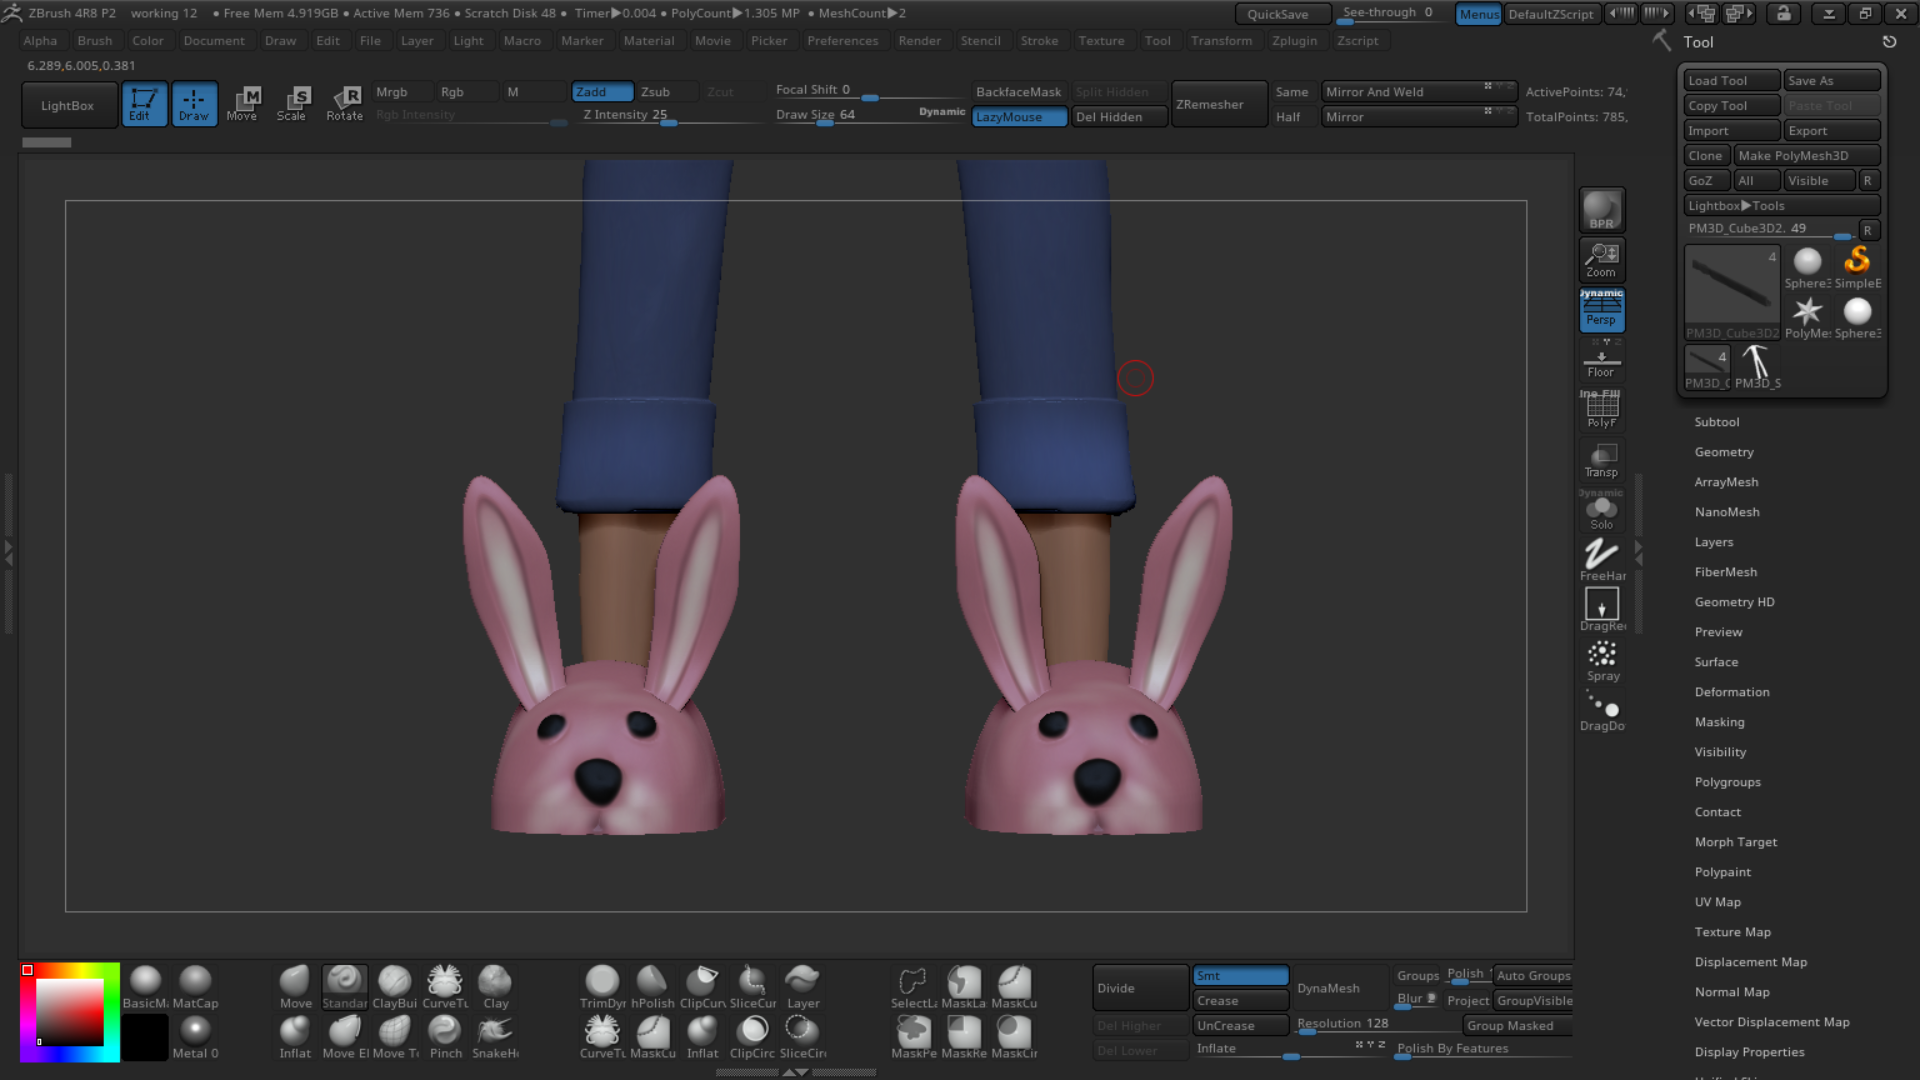 ZBrush 4R8 P2 working 12 • Free Mem 4.919GB • Active Mem 736 • Scratch Disk 48 • Timer▶0.004 • PolyCount▶1.305 MP • MeshCount▶2 QuickSave See-through 0 Menus DefaultZScript
Alpha Brush Color Document Draw Edit File Layer Light Macro Marker Material Movie Picker Preferences Render Stencil Stroke Texture Tool Transform Zplugin Zscript
6.289,6.005,0.381
LightBox Edit Draw Move Scale Rotate
Mrgb Rgb M Zadd Zsub Zcut Focal Shift 0 BackfaceMask Split Hidden ZRemesher Same Mirror And Weld ActivePoints: 74,
Rgb Intensity Z Intensity 25 Draw Size 64 Dynamic LazyMouse Del Hidden Half Mirror TotalPoints: 785,
BPR
Zoom
Dynamic
Persp
Floor
Line Fill
PolyF
Transp
Dynamic
Solo
FreeHar
DragRe
Spray
DragDo
Tool
Load Tool Save As
Copy Tool Paste Tool
Import Export
Clone Make PolyMesh3D
GoZ All Visible R
Lightbox▶Tools
PM3D_Cube3D2. 49 R
4
Sphere3 SimpleE
PM3D_Cube3D2 PolyMe Sphere3
4
PM3D_C PM3D_S
Subtool
Geometry
ArrayMesh
NanoMesh
Layers
FiberMesh
Geometry HD
Preview
Surface
Deformation
Masking
Visibility
Polygroups
Contact
Morph Target
Polypaint
UV Map
Texture Map
Displacement Map
Normal Map
Vector Displacement Map
Display Properties
BasicM MatCap Move Standar ClayBui CurveTu Clay TrimDyr hPolish ClipCurv SliceCur Layer SelectLa MaskLa MaskCu
Metal 0 Inflat Move El Move To Pinch SnakeHo CurveTu MaskCu Inflat ClipCirc SliceCirc MaskPe MaskRe MaskCir
Divide Smt DynaMesh Groups Polish Auto Groups
Crease Blur 2 Project GroupVisible
Del Higher UnCrease Resolution 128 Group Masked
Del Lower Inflate X Y Z Polish By Features